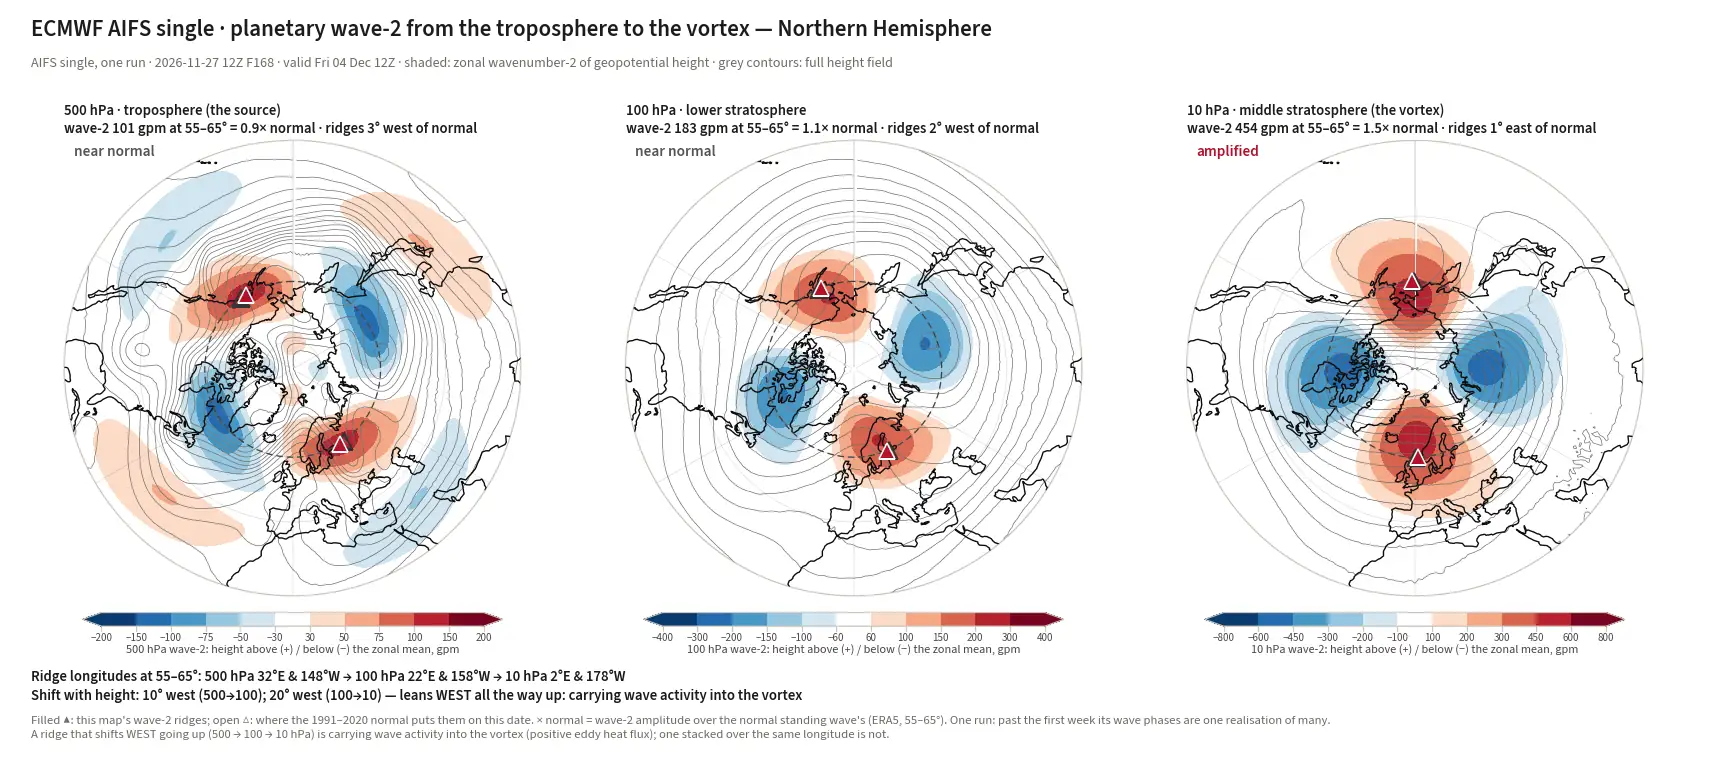 ECMWF AIFS single · planetary wave-2 from the troposphere to the vortex — Northern Hemisphere
AIFS single, one run · 2026-11-27 12Z F168 · valid Fri 04 Dec 12Z · shaded: zonal wavenumber-2 of geopotential height · grey contours: full height field
500 hPa · troposphere (the source)
wave-2 101 gpm at 55–65° = 0.9× normal · ridges 3° west of normal
near normal
100 hPa · lower stratosphere
wave-2 183 gpm at 55–65° = 1.1× normal · ridges 2° west of normal
near normal
10 hPa · middle stratosphere (the vortex)
wave-2 454 gpm at 55–65° = 1.5× normal · ridges 1° east of normal
amplified
−200 −150 −100 −75 −50 −30 30 50 75 100 150 200
500 hPa wave-2: height above (+) / below (−) the zonal mean, gpm
−400 −300 −200 −150 −100 −60 60 100 150 200 300 400
100 hPa wave-2: height above (+) / below (−) the zonal mean, gpm
−800 −600 −450 −300 −200 −100 100 200 300 450 600 800
10 hPa wave-2: height above (+) / below (−) the zonal mean, gpm
Ridge longitudes at 55–65°: 500 hPa 32°E & 148°W → 100 hPa 22°E & 158°W → 10 hPa 2°E & 178°W
Shift with height: 10° west (500→100); 20° west (100→10) — leans WEST all the way up: carrying wave activity into the vortex
Filled ▲: this map's wave-2 ridges; open △: where the 1991–2020 normal puts them on this date. × normal = wave-2 amplitude over the normal standing wave's (ERA5, 55–65°). One run: past the first week its wave phases are one realisation of many.
A ridge that shifts WEST going up (500 → 100 → 10 hPa) is carrying wave activity into the vortex (positive eddy heat flux); one stacked over the same longitude is not.